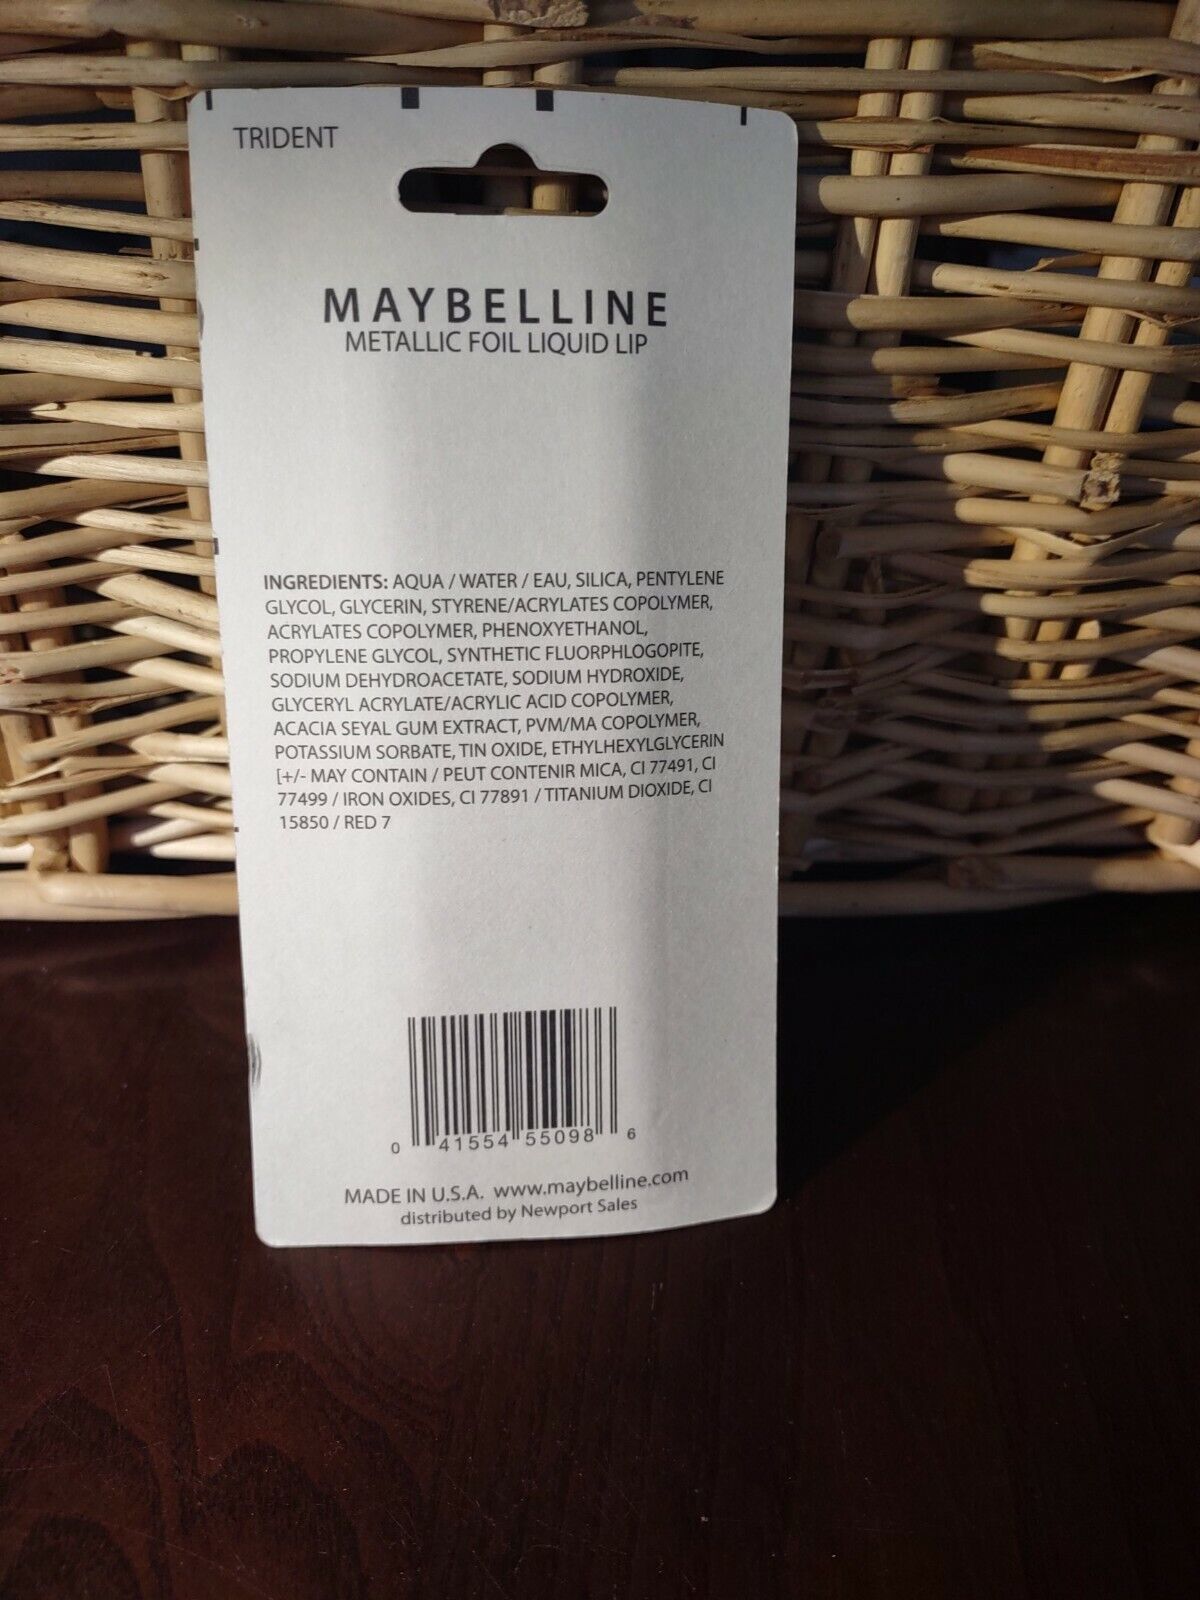 TRIDENT
MAYBELLINE
METALLIC FOIL LIQUID LIP
INGREDIENTS: AQUA / WATER / EAU, SILICA, PENTYLENE
GLYCOL, GLYCERIN, STYRENE/ACRYLATES COPOLYMER,
ACRYLATES COPOLYMER, PHENOXYETHANOL,
PROPYLENE GLYCOL, SYNTHETIC FLUORPHLOGOPITE,
SODIUM DEHYDROACETATE, SODIUM HYDROXIDE,
GLYCERYL ACRYLATE/ACRYLIC ACID COPOLYMER,
ACACIA SEYAL GUM EXTRACT, PVM/MA COPOLYMER,
POTASSIUM SORBATE, TIN OXIDE, ETHYLHEXYLGLYCERIN
[+/- MAY CONTAIN / PEUT CONTENIR MICA, CI 77491, CI
77499 / IRON OXIDES, CI 77891 / TITANIUM DIOXIDE, CI
15850 / RED 7
0 41554 55098 6
MADE IN U.S.A. www.maybelline.com
distributed by Newport Sales